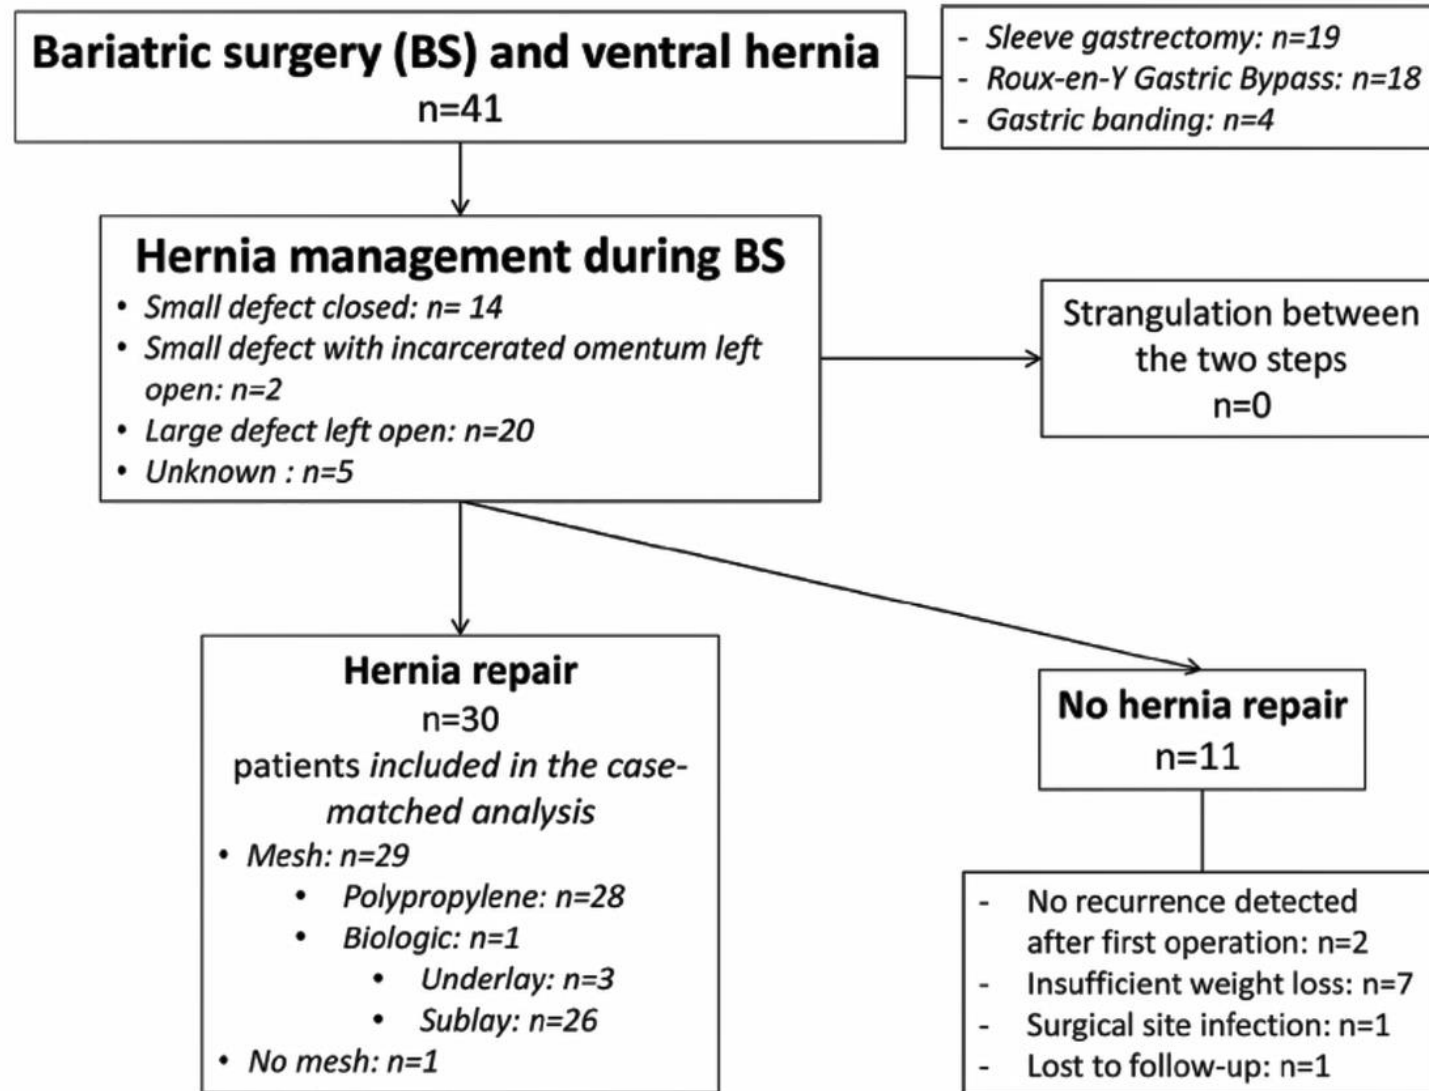 Bariatric surgery (BS) and ventral hernia
n=41
- Sleeve gastrectomy: n=19
- Roux-en-Y Gastric Bypass: n=18
- Gastric banding: n=4
Hernia management during BS
• Small defect closed: n= 14
• Small defect with incarcerated omentum left
open: n=2
• Large defect left open: n=20
• Unknown : n=5
Strangulation between
the two steps
n=0
Hernia repair
n=30
patients included in the case-
matched analysis
• Mesh: n=29
• Polypropylene: n=28
• Biologic: n=1
• Underlay: n=3
• Sublay: n=26
• No mesh: n=1
No hernia repair
n=11
- No recurrence detected
after first operation: n=2
- Insufficient weight loss: n=7
- Surgical site infection: n=1
- Lost to follow-up: n=1